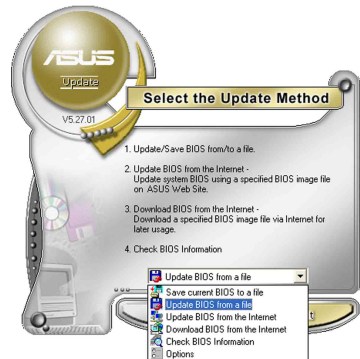 ASUS
Update
V5.27.01
Select the Update Method
1. Update/Save BIOS from/to a file.
2. Update BIOS from the Internet -
Update system BIOS using a specified BIOS image file
on ASUS Web Site.
3. Download BIOS from the Internet -
Download a specified BIOS image file via Internet for
later usage.
4. Check BIOS Information
Update BIOS from a file
Save current BIOS to a file
Update BIOS from a file
Update BIOS from the Internet
Download BIOS from the Internet
Check BIOS Information
Options